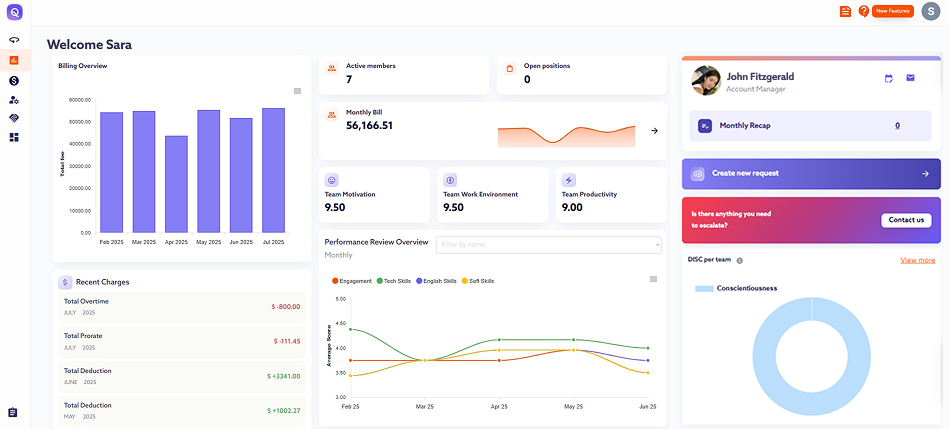 Q
New Features
S
Welcome Sara
Billing Overview
60000.00
50000.00
40000.00
30000.00
20000.00
10000.00
0.00
Total fee
Feb 2025 Mar 2025 Apr 2025 May 2025 Jun 2025 Jul 2025
Recent Charges
Total Overtime
JULY 2025
$ -800.00
Total Prorate
JULY 2025
$ -111.45
Total Deduction
JUNE 2025
$ +3341.00
Total Deduction
MAY 2025
$ +1002.27
Active members
7
Open positions
0
Monthly Bill
56,166.51
Team Motivation
9.50
Team Work Environment
9.50
Team Productivity
9.00
Performance Review Overview
Monthly
Filter by name
Engagement Tech Skills English Skills Soft Skills
5.00
4.50
4.00
3.50
3.00
Average Score
Feb 25 Mar 25 Apr 25 May 25 Jun 25
John Fitzgerald
Account Manager
Monthly Recap 0
Create new request
Is there anything you need
to escalate?
Contact us
DISC per team
View more
Conscientiousness